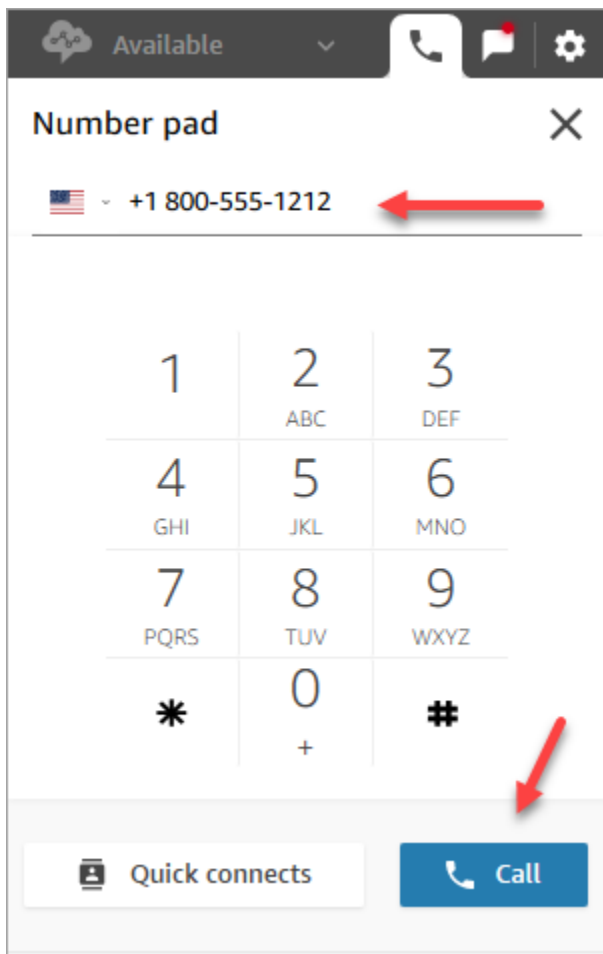 Available
Number pad
+1 800-555-1212
1 2 3
ABC DEF
4 5 6
GHI JKL MNO
7 8 9
PQRS TUV WXYZ
* 0 #
+
Quick connects Call